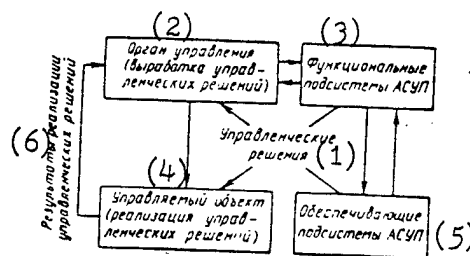 (2)
Орган управления
(выработка управ-
ленческих решений)
(3)
Функциональные
подсистемы АСУП
(6)
Результаты реализации
управленческих решений
Управленческие
решения (1)
(4)
Управляемый объект
(реализация управ-
ленческих решений)
Обеспечивающие
подсистемы АСУП
(5)